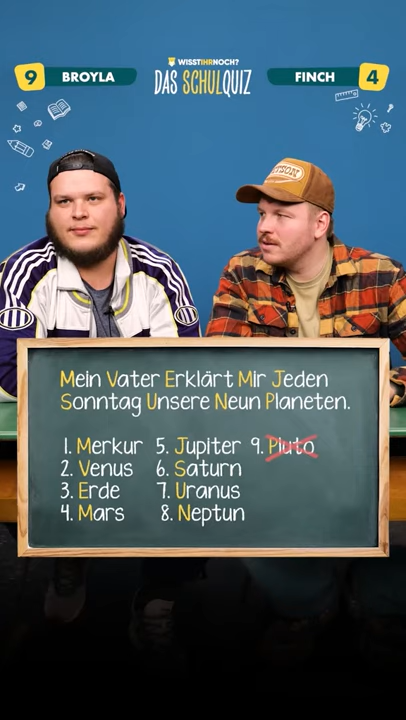 WISSTIHRNOCH?
DAS SCHULQUIZ
9 BROYLA
FINCH 4
Mein Vater Erklärt Mir Jeden
Sonntag Unsere Neun Planeten.
1. Merkur 5. Jupiter 9. Pluto
2. Venus 6. Saturn
3. Erde 7. Uranus
4. Mars 8. Neptun